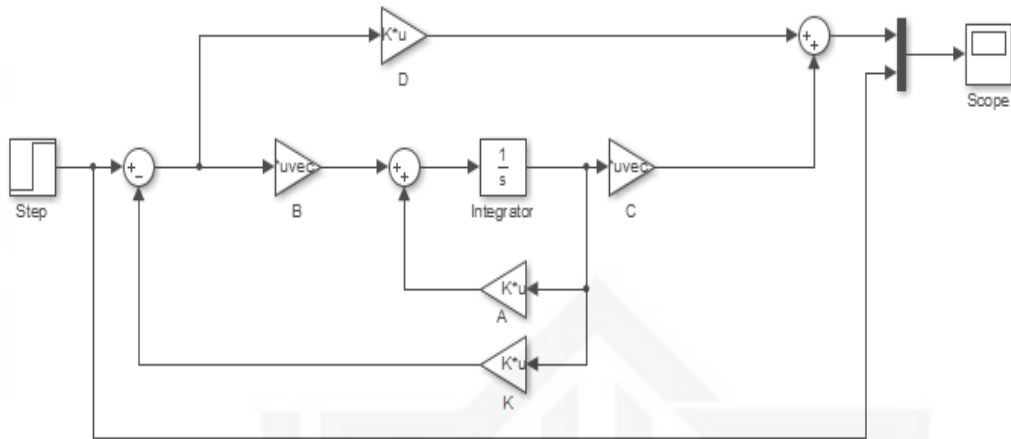 K*u
D
+
+
Scope
+
−
*uvec
+
+
1
s
*uvec
Step
B
Integrator
C
K*u
A
K*u
K